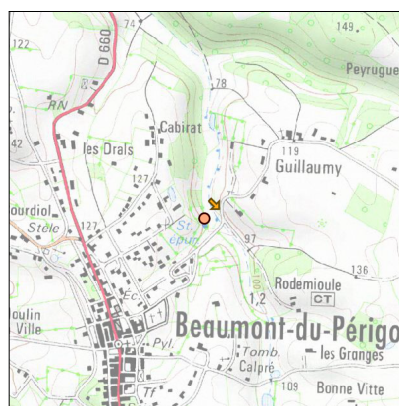 74
149
122
D 660
78
Peyrugue
RN
Cabirat
119
42
les Drals
Guillaumy
127
ourdiol
Stèle
127
St.
épur
97
136
Rodemioule
Ec.
100
1,2
CT
oulin
Ville
Beaumont-du-Périgo
Pyl.
les Granges
Tomb.
Calpré
109
Bonne Vitte
Tf